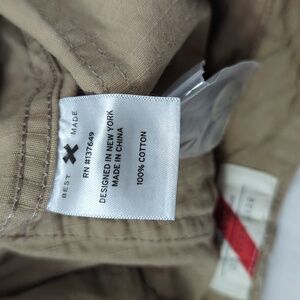 BEST MADE
RN #137649
DESIGNED IN NEW YORK
MADE IN CHINA
100% COTTON